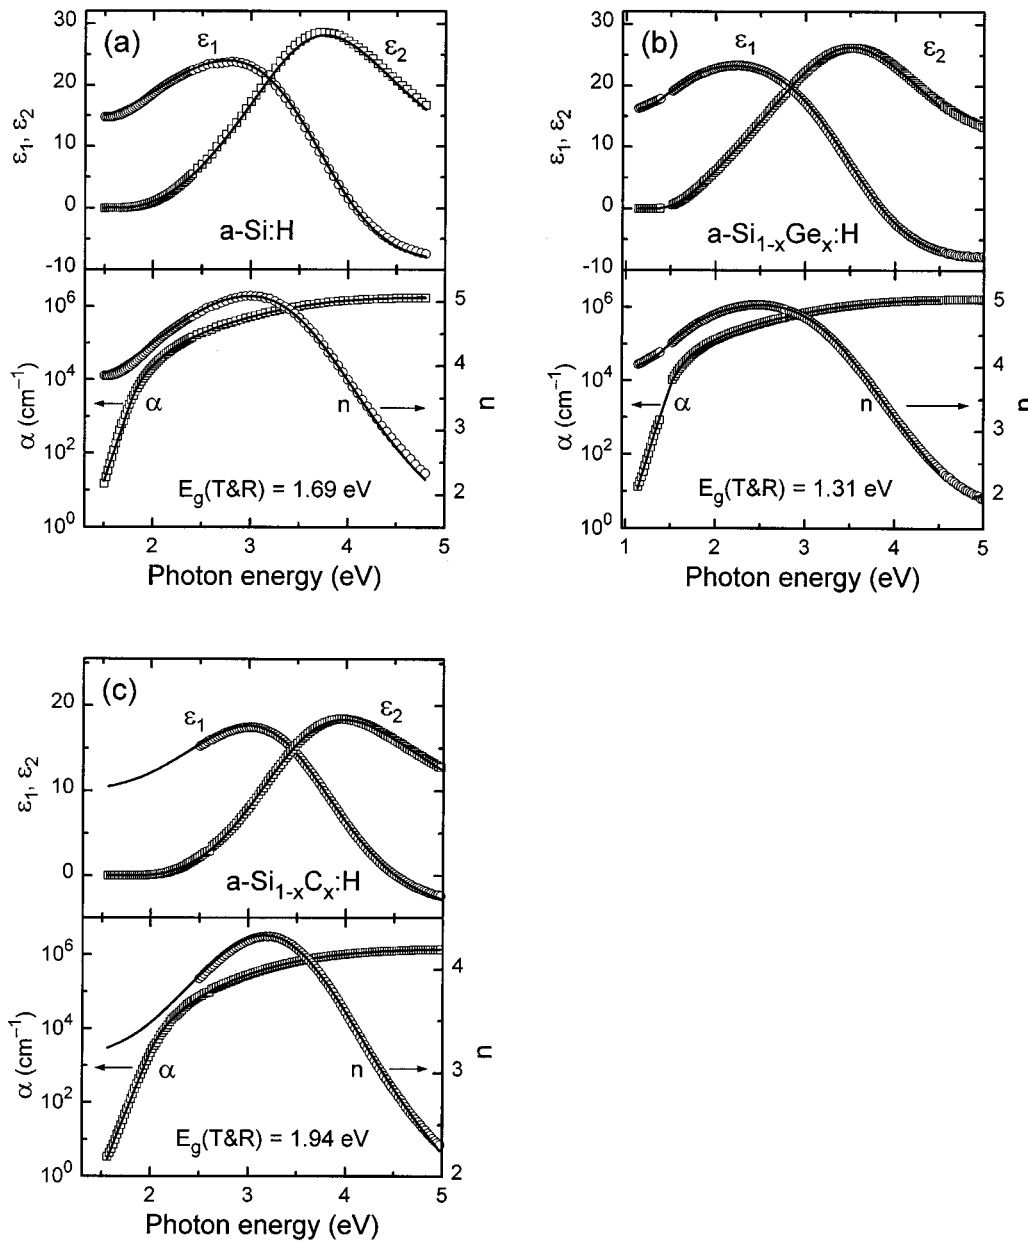 (a)
ε1
ε2
30
20
10
0
-10
ε1, ε2
a-Si:H
10^6
10^4
10^2
10^0
α (cm−1)
α
n
5
4
3
2
n
Eg(T&R) = 1.69 eV
2 3 4 5
Photon energy (eV)
(b)
ε1
ε2
30
20
10
0
-10
ε1, ε2
a-Si1-xGex:H
10^6
10^4
10^2
10^0
α (cm−1)
α
n
5
4
3
2
n
Eg(T&R) = 1.31 eV
1 2 3 4 5
Photon energy (eV)
(c)
ε1
ε2
20
10
0
ε1, ε2
a-Si1-xCx:H
10^6
10^4
10^2
10^0
α (cm−1)
α
n
4
3
2
n
Eg(T&R) = 1.94 eV
2 3 4 5
Photon energy (eV)